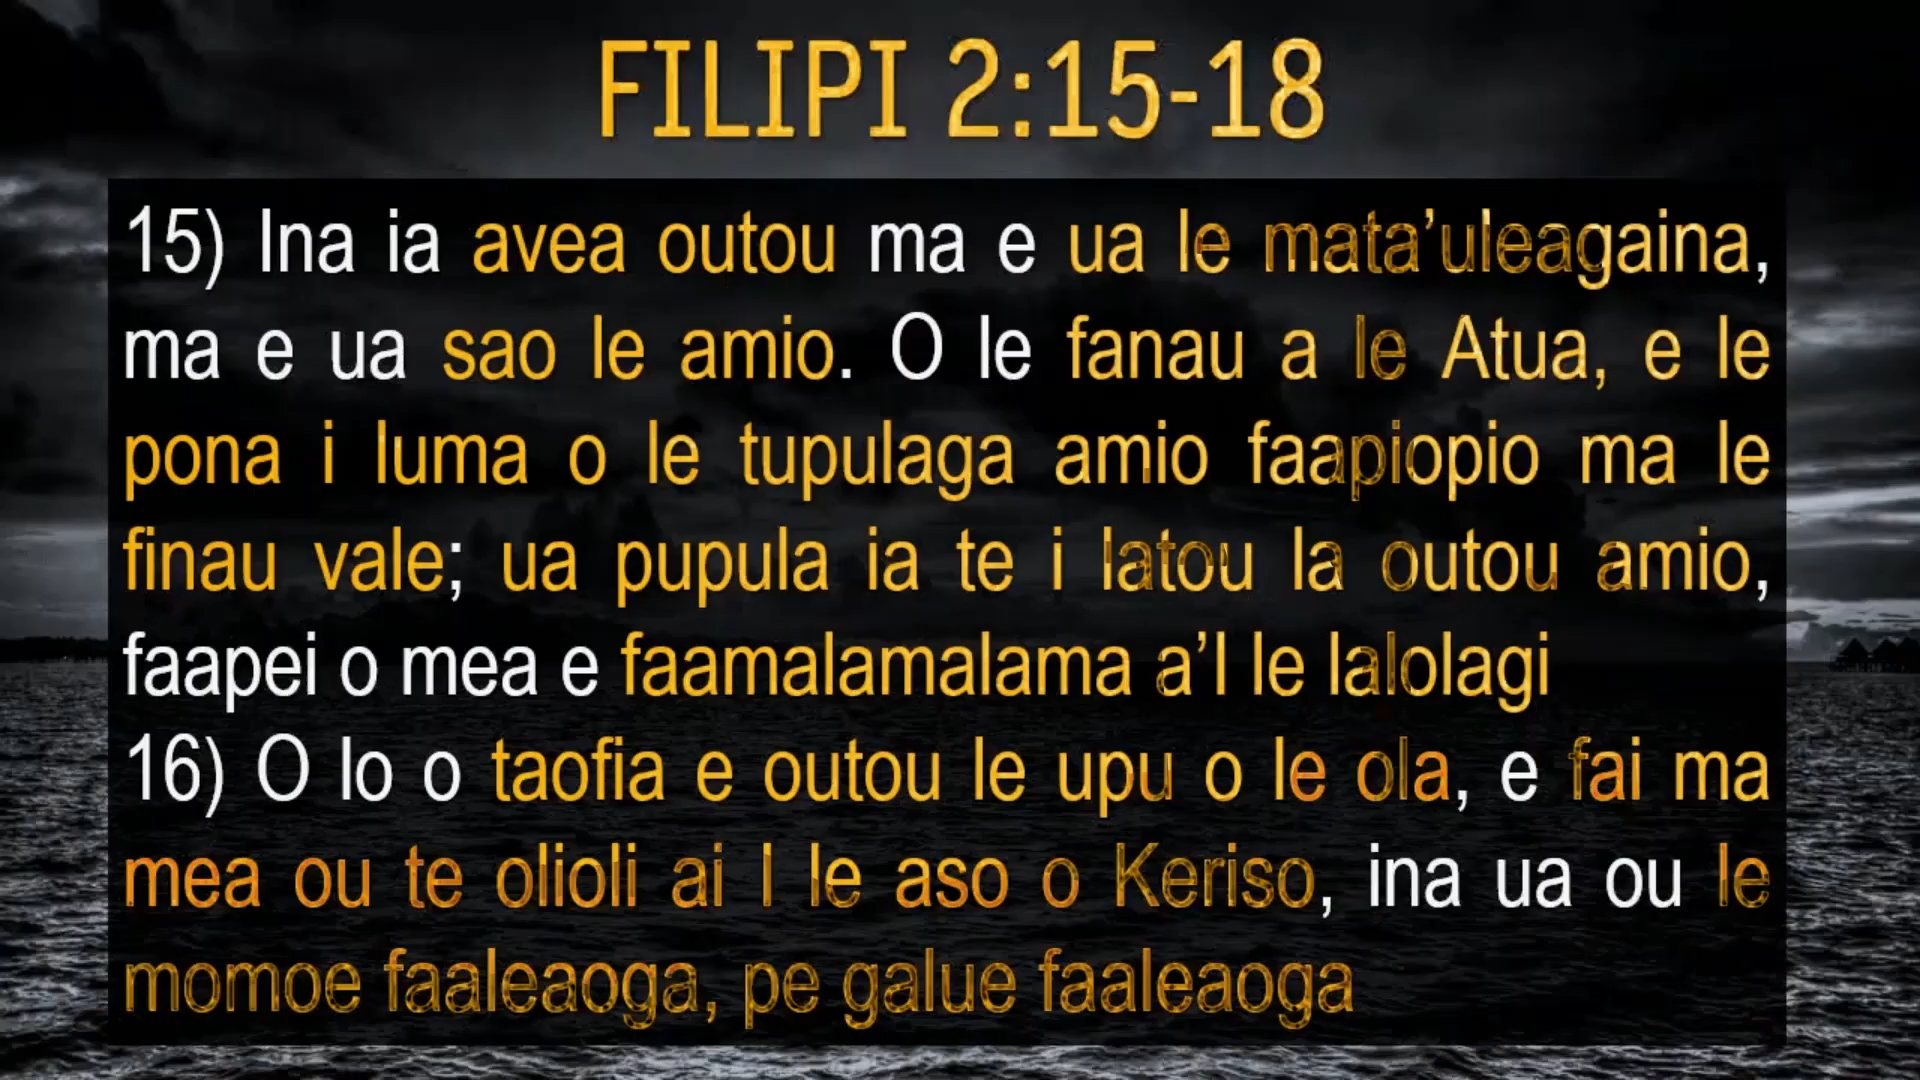 FILIPI 2:15-18
15) Ina ia avea outou ma e ua le mata’uleagaina,
ma e ua sao le amio. O le fanau a le Atua, e le
pona i luma o le tupulaga amio faapiopio ma le
finau vale; ua pupula ia te i latou la outou amio,
faapei o mea e faamalamalama a’I le lalolagi
16) O lo o taofia e outou le upu o le ola, e fai ma
mea ou te olioli ai I le aso o Keriso, ina ua ou le
momoe faaleaoga, pe galue faaleaoga